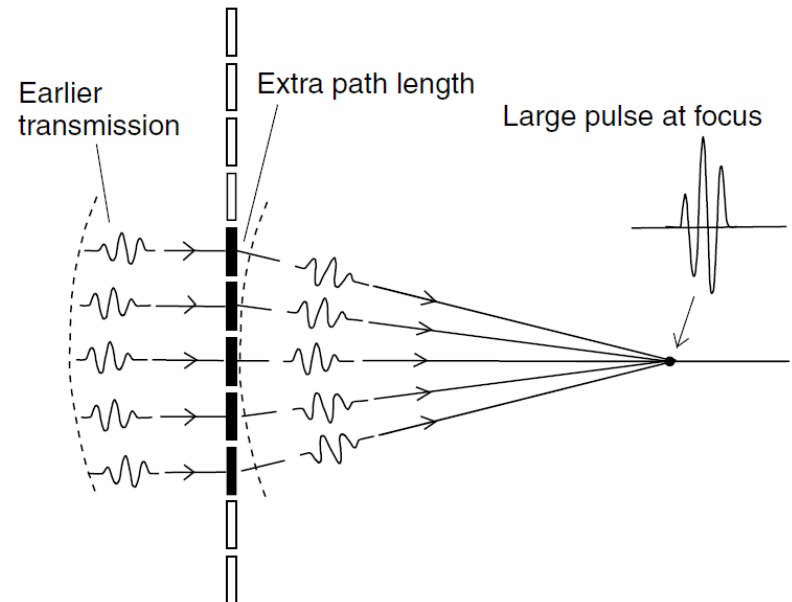 Earlier
transmission
Extra path length
Large pulse at focus